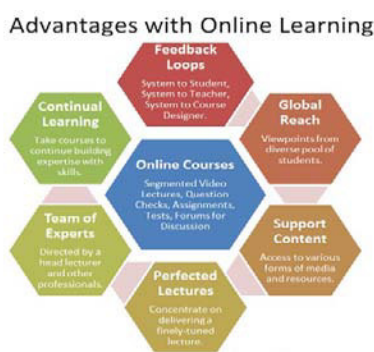 Advantages with Online Learning
Feedback
Loops
System to Student,
System to Teacher,
System to Course
Designer.
Global
Reach
Viewpoints from
diverse pool of
students.
Support
Content
Access to various
forms of media
and resources.
Perfected
Lectures
Concentrate on
delivering a
finely-tuned
lecture.
Team of
Experts
Directed by a
head lecturer
and other
professionals.
Continual
Learning
Take courses to
continue building
expertise with
skills.
Online Courses
Segmented Video
Lectures, Question
Checks, Assignments,
Tests, Forums for
Discussion